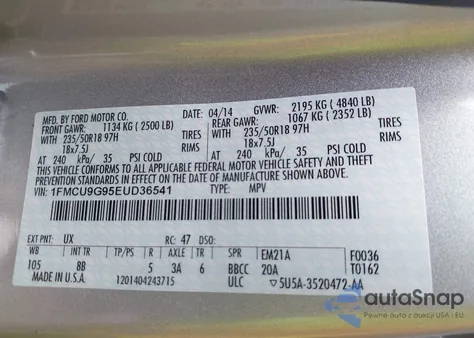 MFD. BY FORD MOTOR CO. 04/14 GVWR: 2195 KG ( 4840 LB)
FRONT GAWR: 1134 KG ( 2500 LB) REAR GAWR: 1067 KG ( 2352 LB)
WITH 235/50R18 97H TIRES WITH 235/50R18 97H TIRES
18x7.5J 18x7.5J
AT 240 kPa/ 35 PSI COLD AT 240 kPa/ 35 PSI COLD
THIS VEHICLE CONFORMS TO ALL APPLICABLE FEDERAL MOTOR VEHICLE SAFETY AND THEFT
PREVENTION STANDARDS IN EFFECT ON THE DATE OF MANUFACTURE SHOWN ABOVE.
VIN: 1FMCU9G95EUD36541 TYPE: MPV
EXT PNT: UX RC: 47 DSO:
WB INT TR TP/PS R AXLE TR SPR EM21A F0036
105 8B 5 3A 6 BBCC 20A T0162
MADE IN U.S.A. 1201404243715 ULC 5U5A-3520472-AA
autoSnap
Pewne auto z USA i EU